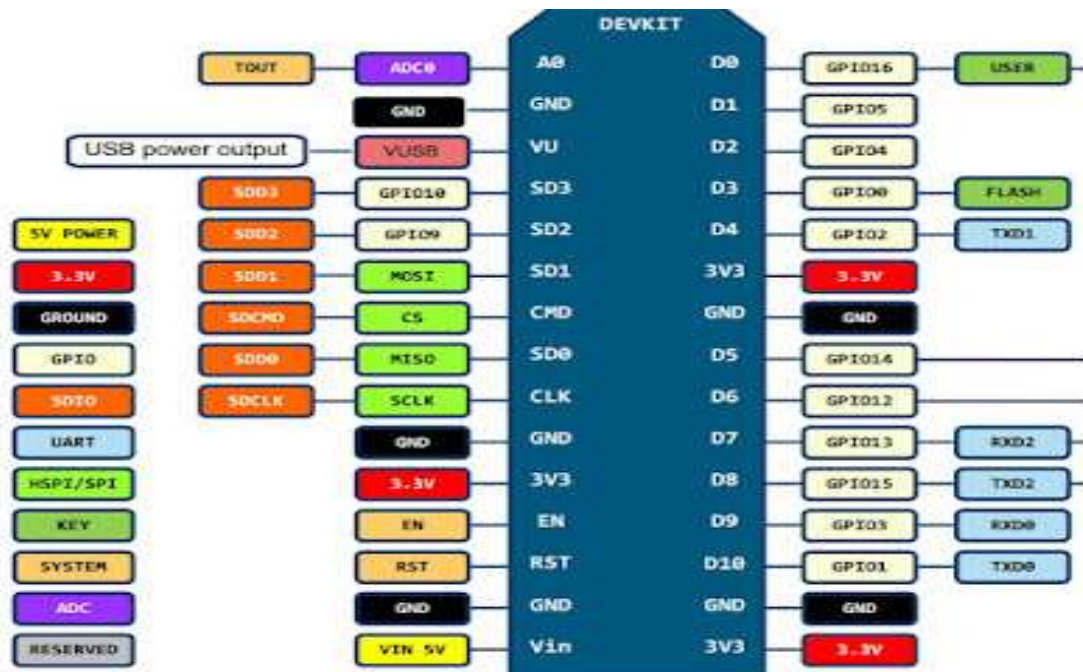 DEVKIT
TOUT ADC0 A0 D0 GPIO16 USER
GND GND D1 GPIO5
USB power output VUSB VU D2 GPIO4
SDD3 GPIO10 SD3 D3 GPIO0 FLASH
5V POWER SDD2 GPIO9 SD2 D4 GPIO2 TXD1
3.3V SDD1 MOSI SD1 3V3 3.3V
GROUND SDCMD CS CMD GND GND
GPIO SDD0 MISO SD0 D5 GPIO14
SDIO SDCLK SCLK CLK D6 GPIO12
UART GND GND D7 GPIO13 RXD2
HSPI/SPI 3.3V 3V3 D8 GPIO15 TXD2
KEY EN EN D9 GPIO3 RXD0
SYSTEM RST RST D10 GPIO1 TXD0
ADC GND GND GND GND
RESERVED VIN 5V Vin 3V3 3.3V